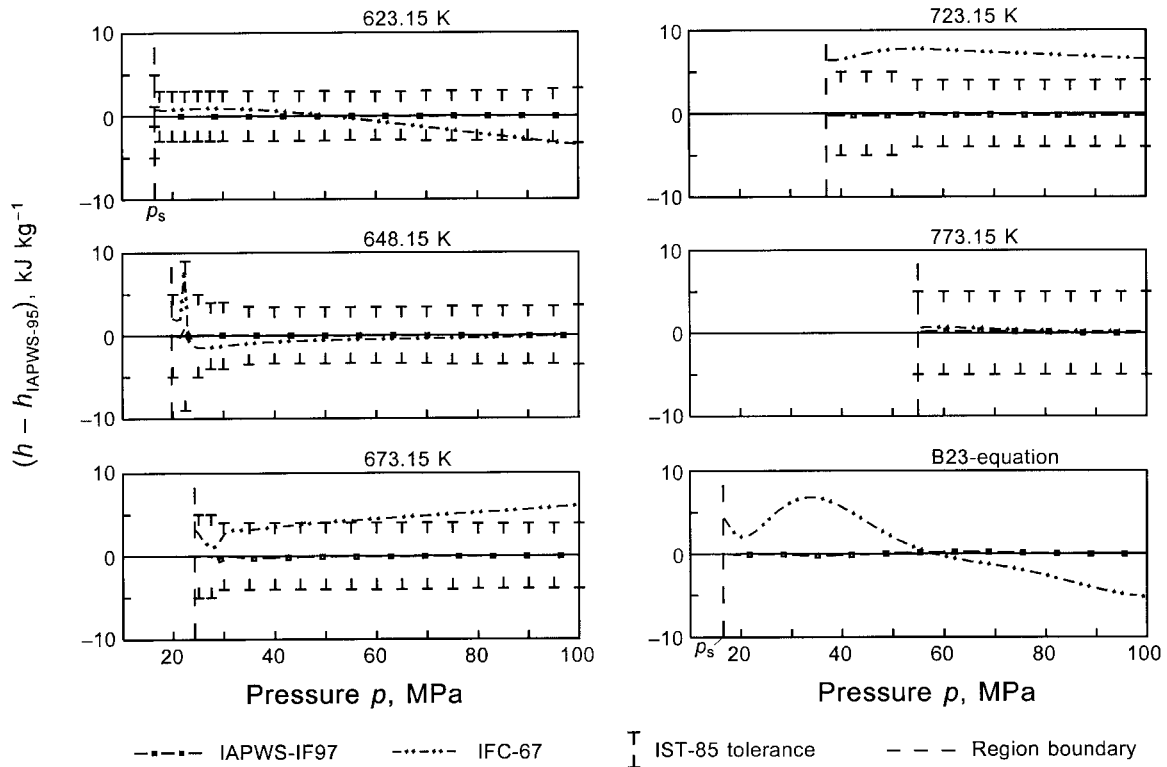 623.15 K
10
0
−10
p_s
648.15 K
10
0
−10
673.15 K
10
0
−10
20 40 60 80 100
Pressure p, MPa
723.15 K
10
0
−10
773.15 K
10
0
−10
B23-equation
10
0
−10
p_s
20 40 60 80 100
Pressure p, MPa
(h − h_IAPWS-95), kJ kg⁻¹
IAPWS-IF97 IFC-67 IST-85 tolerance Region boundary